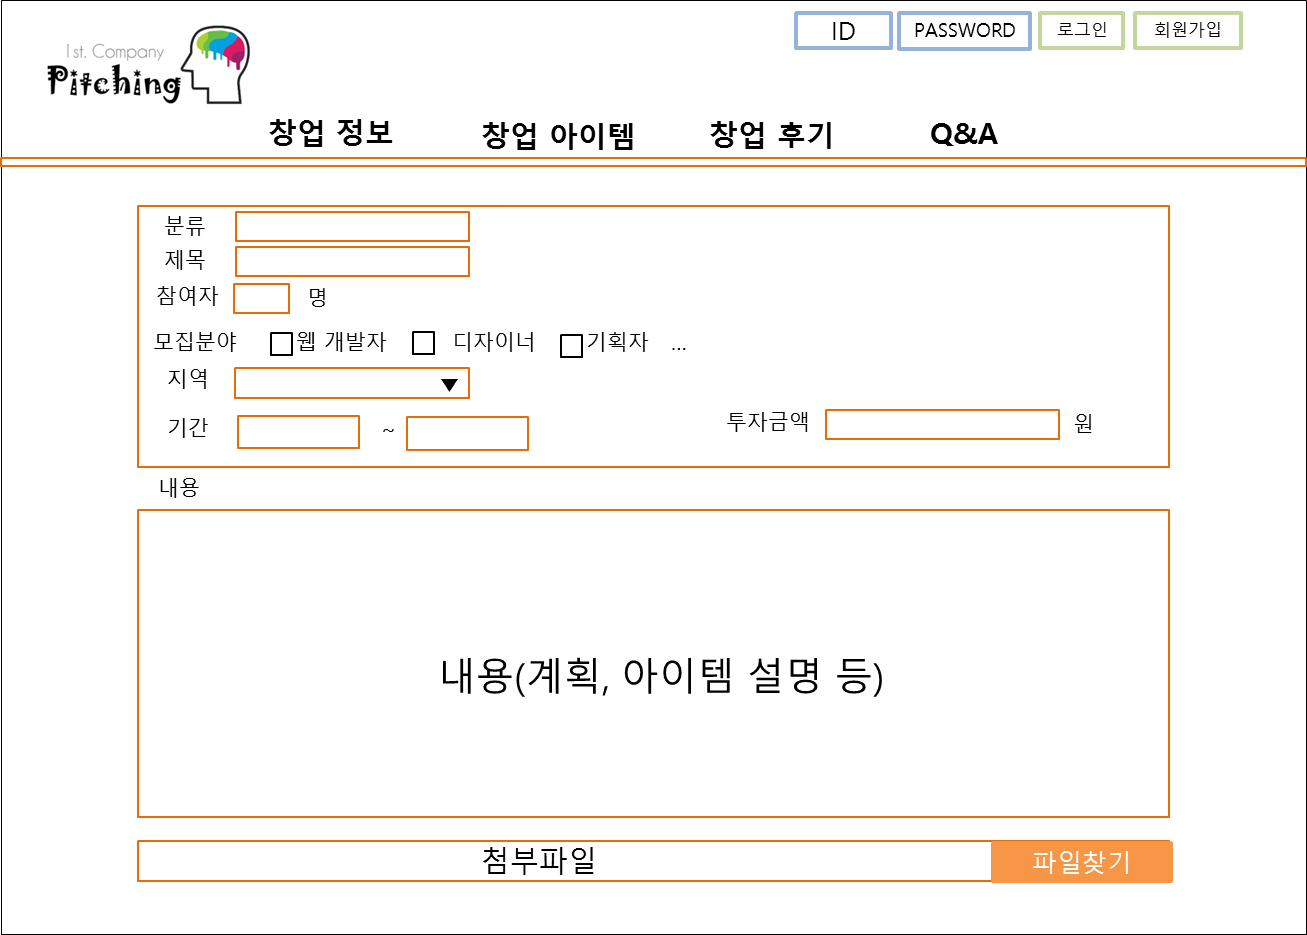 1st. Company
Pitching
ID PASSWORD 로그인 회원가입
창업 정보 창업 아이템 창업 후기 Q&A
분류
제목
참여자 명
모집분야 웹 개발자 디자이너 기획자 ...
지역 ▼
기간 ~ 투자금액 원
내용
내용(계획, 아이템 설명 등)
첨부파일 파일찾기